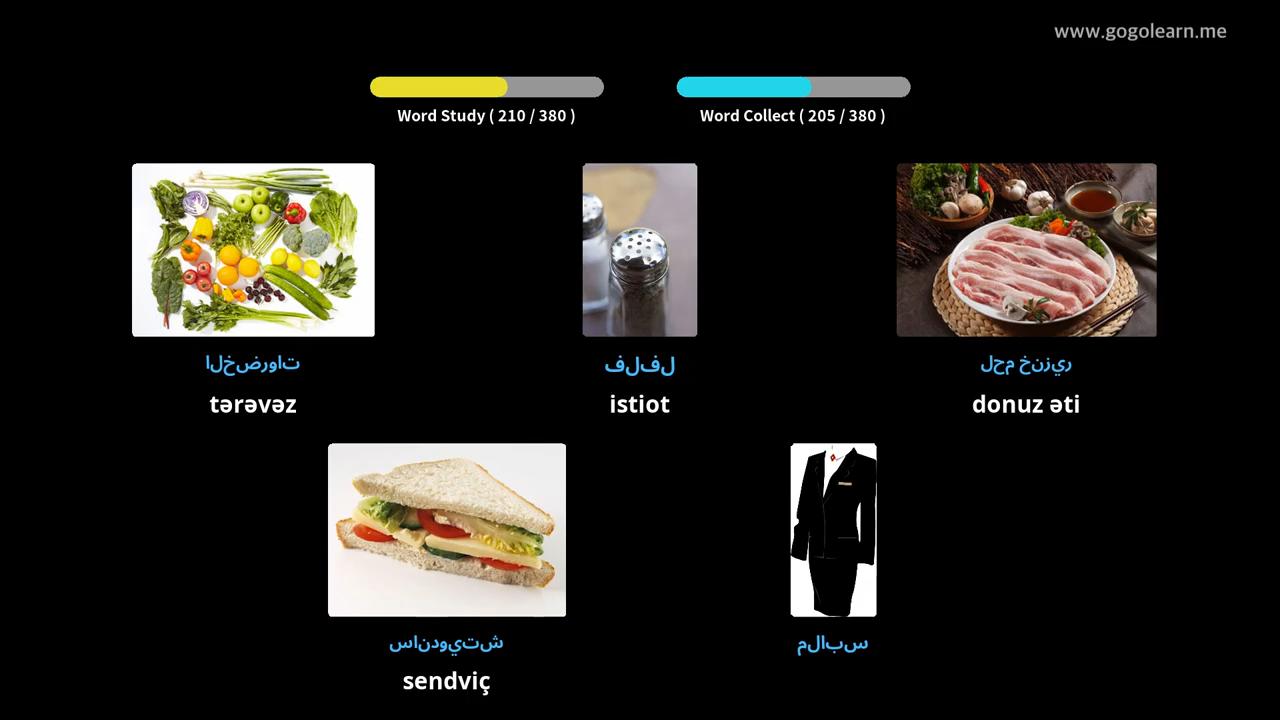 www.gogolearn.me
Word Study ( 210 / 380 )
Word Collect ( 205 / 380 )
الخضروات
təravəz
فلفل
istiot
لحم خنزير
donuz əti
ساندويتش
sendviç
ملابس